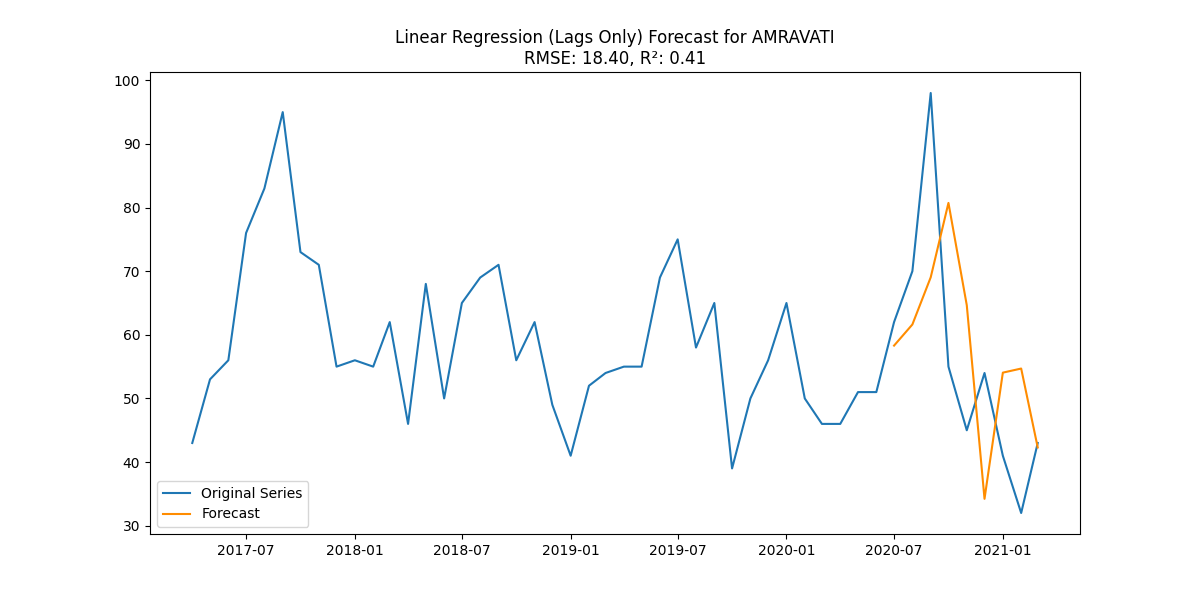 Linear Regression (Lags Only) Forecast for AMRAVATI
RMSE: 18.40, R²: 0.41
100
90
80
70
60
50
40
30
Original Series
Forecast
2017-07 2018-01 2018-07 2019-01 2019-07 2020-01 2020-07 2021-01